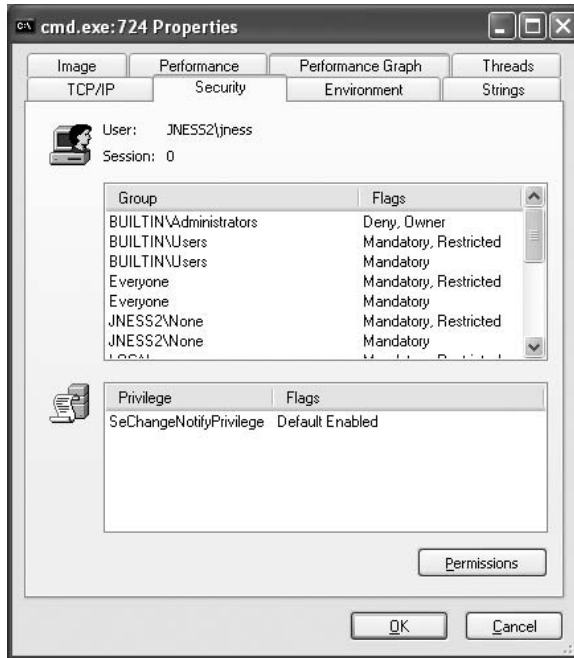 cmd.exe:724 Properties
Image Performance Performance Graph Threads
TCP/IP Security Environment Strings
User: JNESS2\jness
Session: 0
Group Flags
BUILTIN\Administrators Deny, Owner
BUILTIN\Users Mandatory, Restricted
BUILTIN\Users Mandatory
Everyone Mandatory, Restricted
Everyone Mandatory
JNESS2\None Mandatory, Restricted
JNESS2\None Mandatory
Privilege Flags
SeChangeNotifyPrivilege Default Enabled
Permissions
OK Cancel